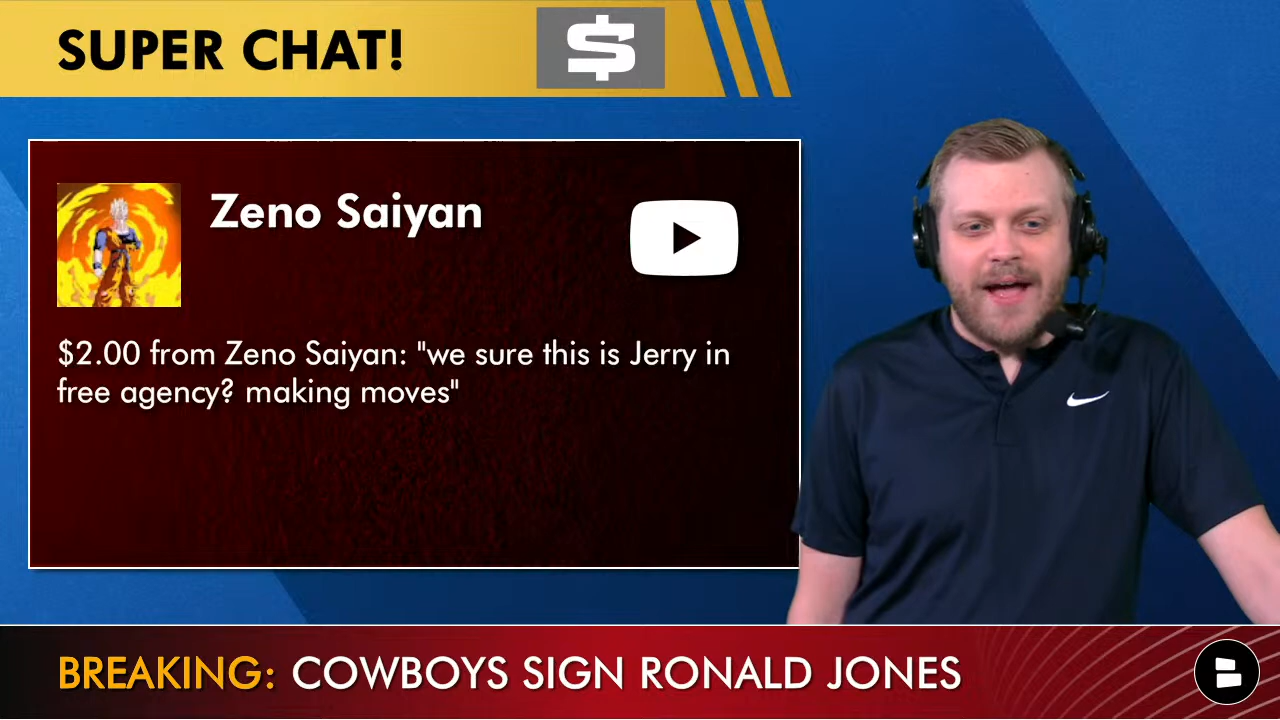 SUPER CHAT!
Zeno Saiyan
$2.00 from Zeno Saiyan: "we sure this is Jerry in
free agency? making moves"
BREAKING: COWBOYS SIGN RONALD JONES